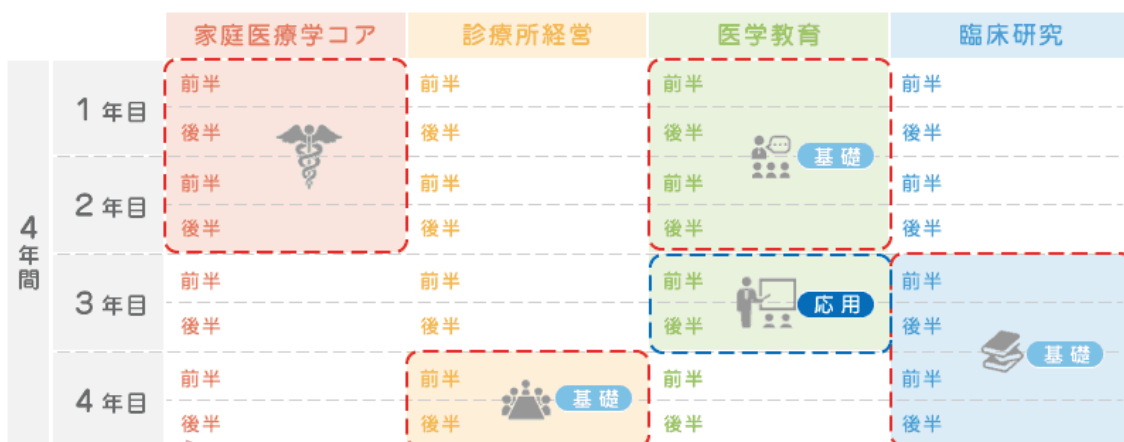 家庭医療学コア 診療所経営 医学教育 臨床研究
4年間
1年目
前半 前半 前半 前半
後半 後半 後半 後半
基礎
2年目
前半 前半 前半 前半
後半 後半 後半 後半
3年目
前半 前半 前半 前半
応用
後半 後半 後半 後半
基礎
4年目
前半 前半 前半 前半
基礎
後半 後半 後半 後半